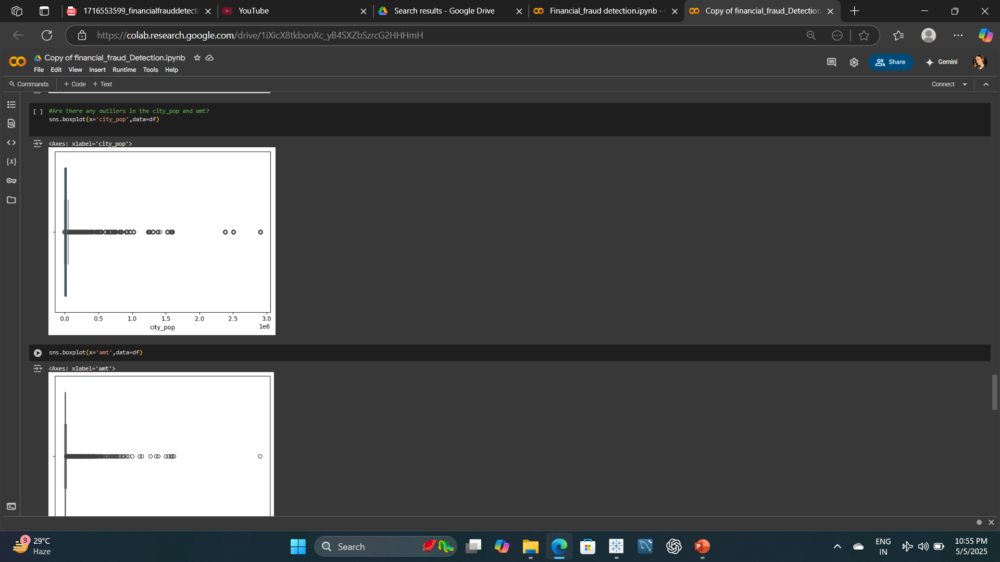 1716553599_financialfrauddetecti
YouTube
Search results - Google Drive
Financial_fraud detection.ipynb -
Copy of financial_fraud_Detection
https://colab.research.google.com/drive/1iXicX8tkbonXc_yB4SXZbSzrcG2HHHmH
Copy of financial_fraud_Detection.ipynb
File Edit View Insert Runtime Tools Help
Share
Gemini
Commands + Code + Text
Connect
[ ] #Are there any outliers in the city_pop and amt?
sns.boxplot(x='city_pop',data=df)
<Axes: xlabel='city_pop'>
0.0 0.5 1.0 1.5 2.0 2.5 3.0
city_pop 1e6
sns.boxplot(x='amt',data=df)
<Axes: xlabel='amt'>
9 29°C
Haze
Search
ENG
IN
10:55 PM
5/5/2025